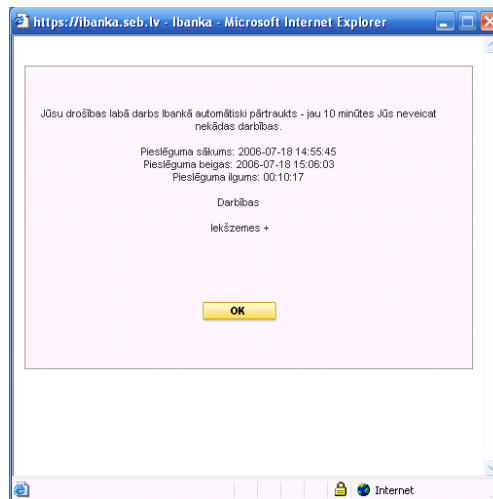 https://ibanka.seb.lv - Ibanka - Microsoft Internet Explorer
Jūsu drošības labā darbs Ibankā automātiski pārtraukts - jau 10 minūtes Jūs neveicat
nekādas darbības.
Pieslēguma sākums: 2006-07-18 14:55:45
Pieslēguma beigas: 2006-07-18 15:06:03
Pieslēguma ilgums: 00:10:17
Darbības
Iekšzemes +
OK
Internet